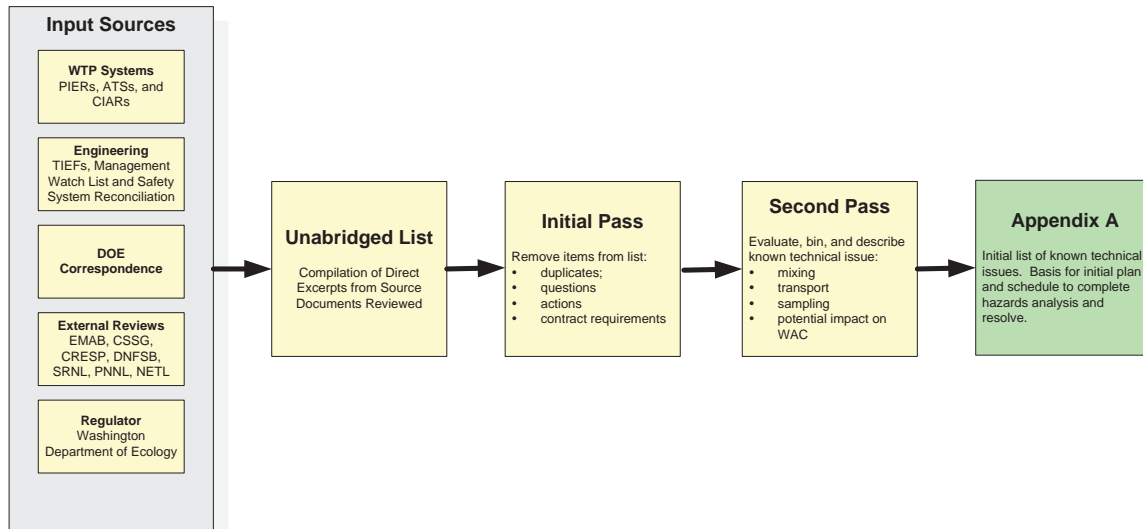 Input Sources
WTP Systems
PIERs, ATSs, and
CIARs
Engineering
TIEFs, Management
Watch List and Safety
System Reconciliation
DOE
Correspondence
External Reviews
EMAB, CSSG,
CRESP, DNFSB,
SRNL, PNNL, NETL
Regulator
Washington
Department of Ecology
Unabridged List
Compilation of Direct
Excerpts from Source
Documents Reviewed
Initial Pass
Remove items from list:
• duplicates;
• questions
• actions
• contract requirements
Second Pass
Evaluate, bin, and describe
known technical issue:
• mixing
• transport
• sampling
• potential impact on
WAC
Appendix A
Initial list of known technical
issues. Basis for initial plan
and schedule to complete
hazards analysis and
resolve.